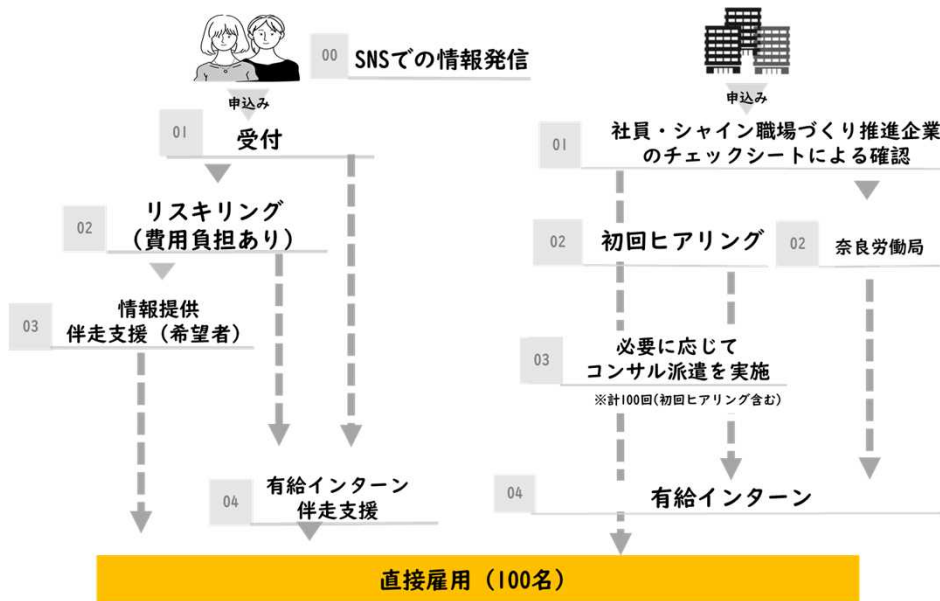 00
SNSでの情報発信
申込み
01
受付
02
リスキリング
（費用負担あり）
03
情報提供
伴走支援（希望者）
04
有給インターン
伴走支援
申込み
01
社員・シャイン職場づくり推進企業
のチェックシートによる確認
02
初回ヒアリング
02
奈良労働局
03
必要に応じて
コンサル派遣を実施
※計100回(初回ヒアリング含む)
04
有給インターン
直接雇用（100名）